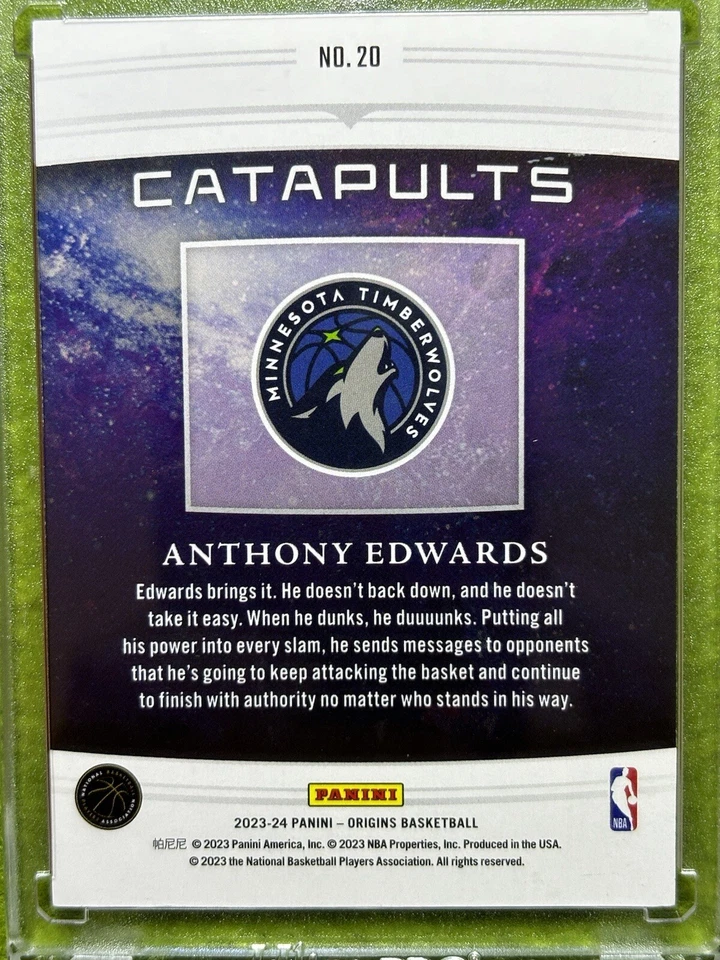 NO. 20
CATAPULTS
MINNESOTA TIMBERWOLVES
ANTHONY EDWARDS
Edwards brings it. He doesn't back down, and he doesn't
take it easy. When he dunks, he duuuunks. Putting all
his power into every slam, he sends messages to opponents
that he's going to keep attacking the basket and continue
to finish with authority no matter who stands in his way.
NATIONAL BASKETBALL PLAYERS ASSOCIATION
PANINI
NBA
2023-24 PANINI – ORIGINS BASKETBALL
帕尼尼 © 2023 Panini America, Inc. © 2023 NBA Properties, Inc. Produced in the USA.
© 2023 the National Basketball Players Association. All rights reserved.